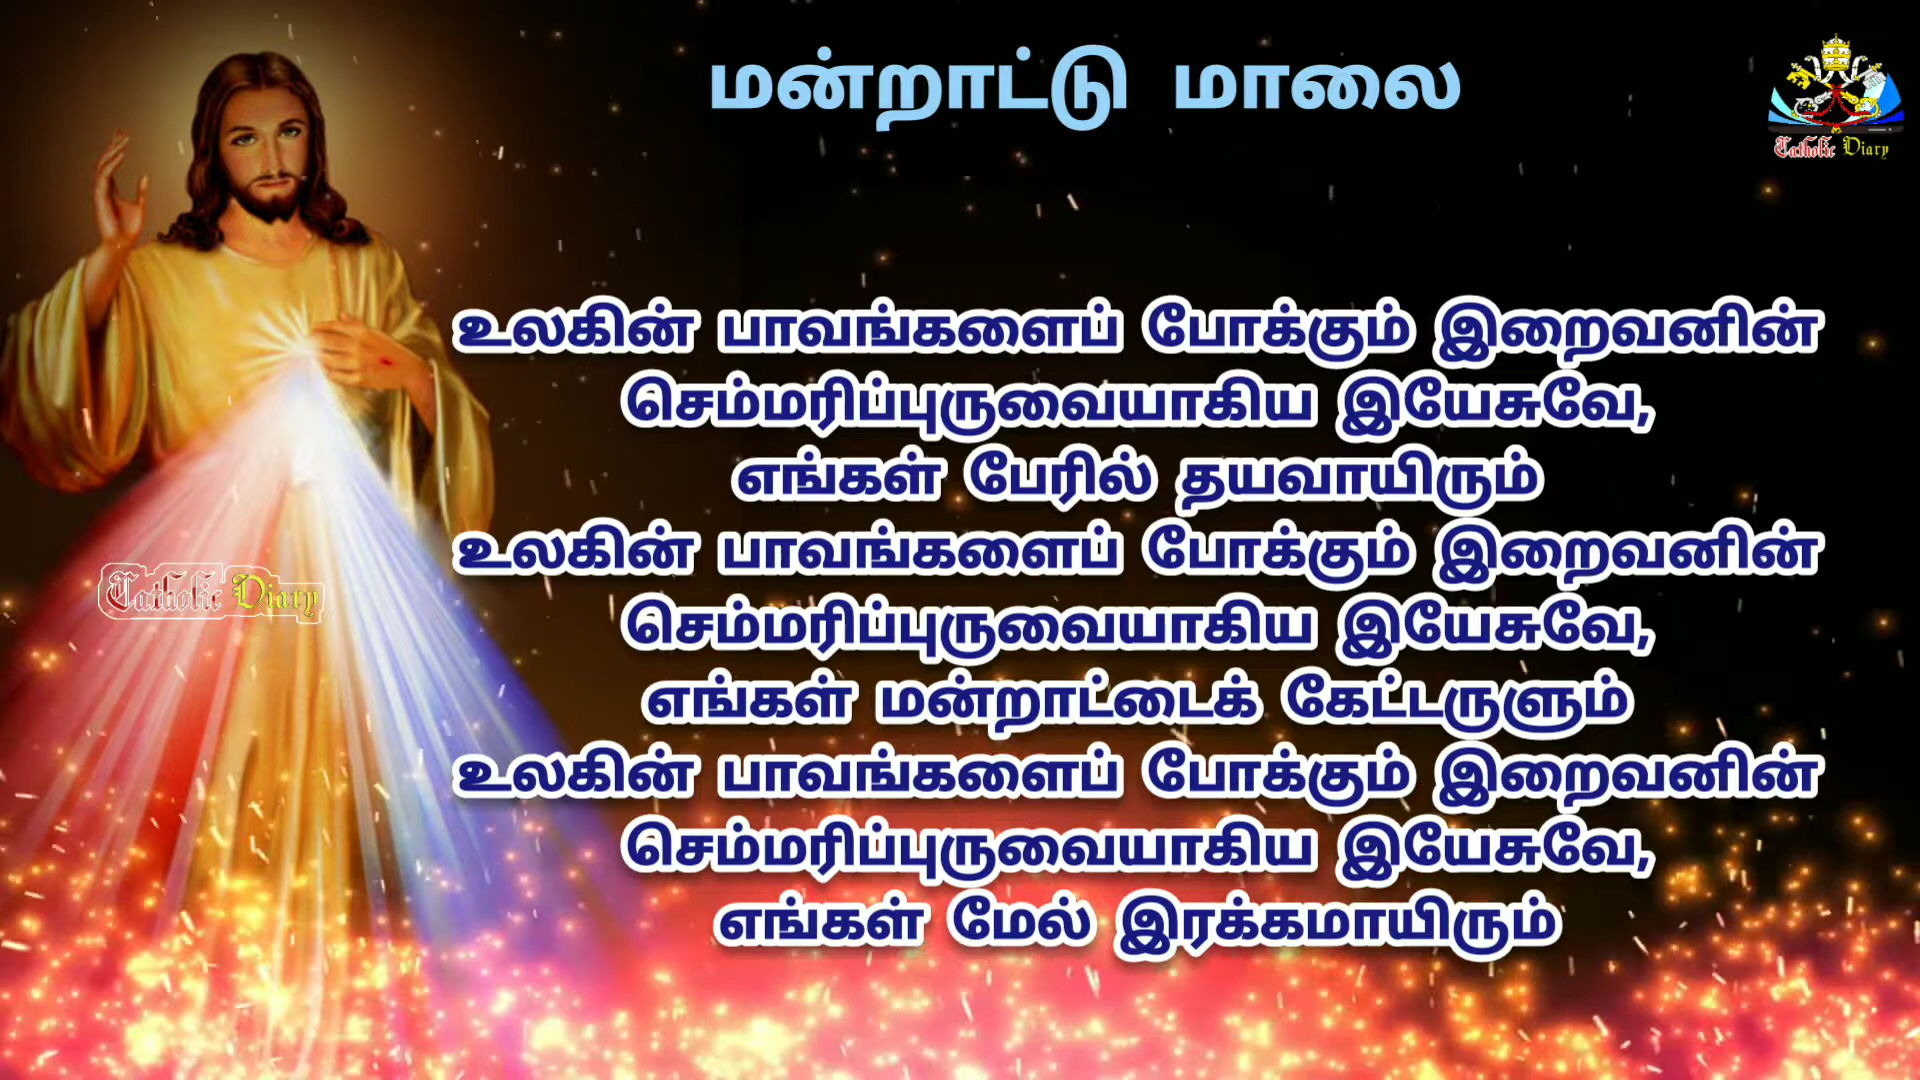 மன்றாட்டு மாலை
Catholic Diary
உலகின் பாவங்களைப் போக்கும் இறைவனின்
செம்மரிப்புருவையாகிய இயேசுவே,
எங்கள் பேரில் தயவாயிரும்
உலகின் பாவங்களைப் போக்கும் இறைவனின்
செம்மரிப்புருவையாகிய இயேசுவே,
எங்கள் மன்றாட்டைக் கேட்டருளும்
உலகின் பாவங்களைப் போக்கும் இறைவனின்
செம்மரிப்புருவையாகிய இயேசுவே,
எங்கள் மேல் இரக்கமாயிரும்
Catholic Diary